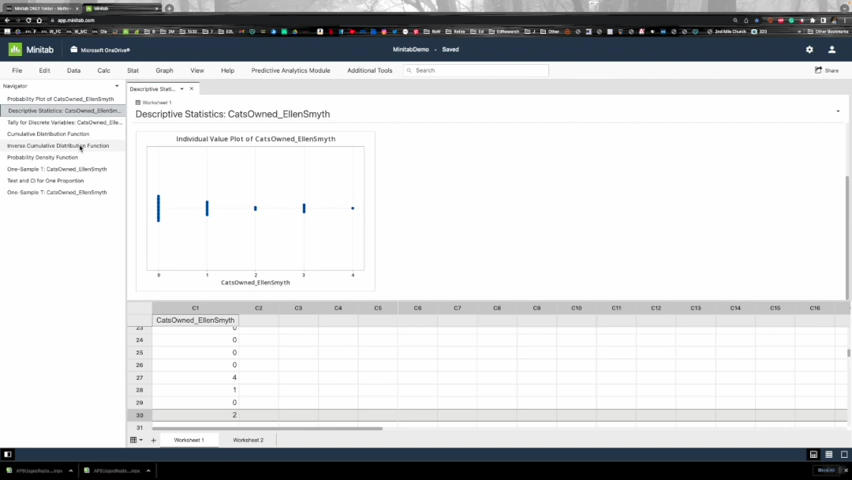 Minitab
app.minitab.com
Other Bookmarks
Minitab
Microsoft OneDrive®
MinitabDemo - Saved
File Edit Data Calc Stat Graph View Help Predictive Analytics Module Additional Tools Search Share
Navigator
Probability Plot of CatsOwned_EllenSmyth
Descriptive Statistics: CatsOwned_EllenSm...
Tally for Discrete Variables: CatsOwned_Elle...
Cumulative Distribution Function
Inverse Cumulative Distribution Function
Probability Density Function
One-Sample T: CatsOwned_EllenSmyth
Test and CI for One Proportion
One-Sample T: CatsOwned_EllenSmyth
Descriptive Stati...
Worksheet 1
Descriptive Statistics: CatsOwned_EllenSmyth
Individual Value Plot of CatsOwned_EllenSmyth
0 1 2 3 4
CatsOwned_EllenSmyth
C1 C2 C3 C4 C5 C6 C7 C8 C9 C10 C11 C12 C13 C14 C15 C16
CatsOwned_EllenSmyth
23 0
24 0
25 0
26 0
27 4
28 1
29 0
30 2
31
Worksheet 1 Worksheet 2